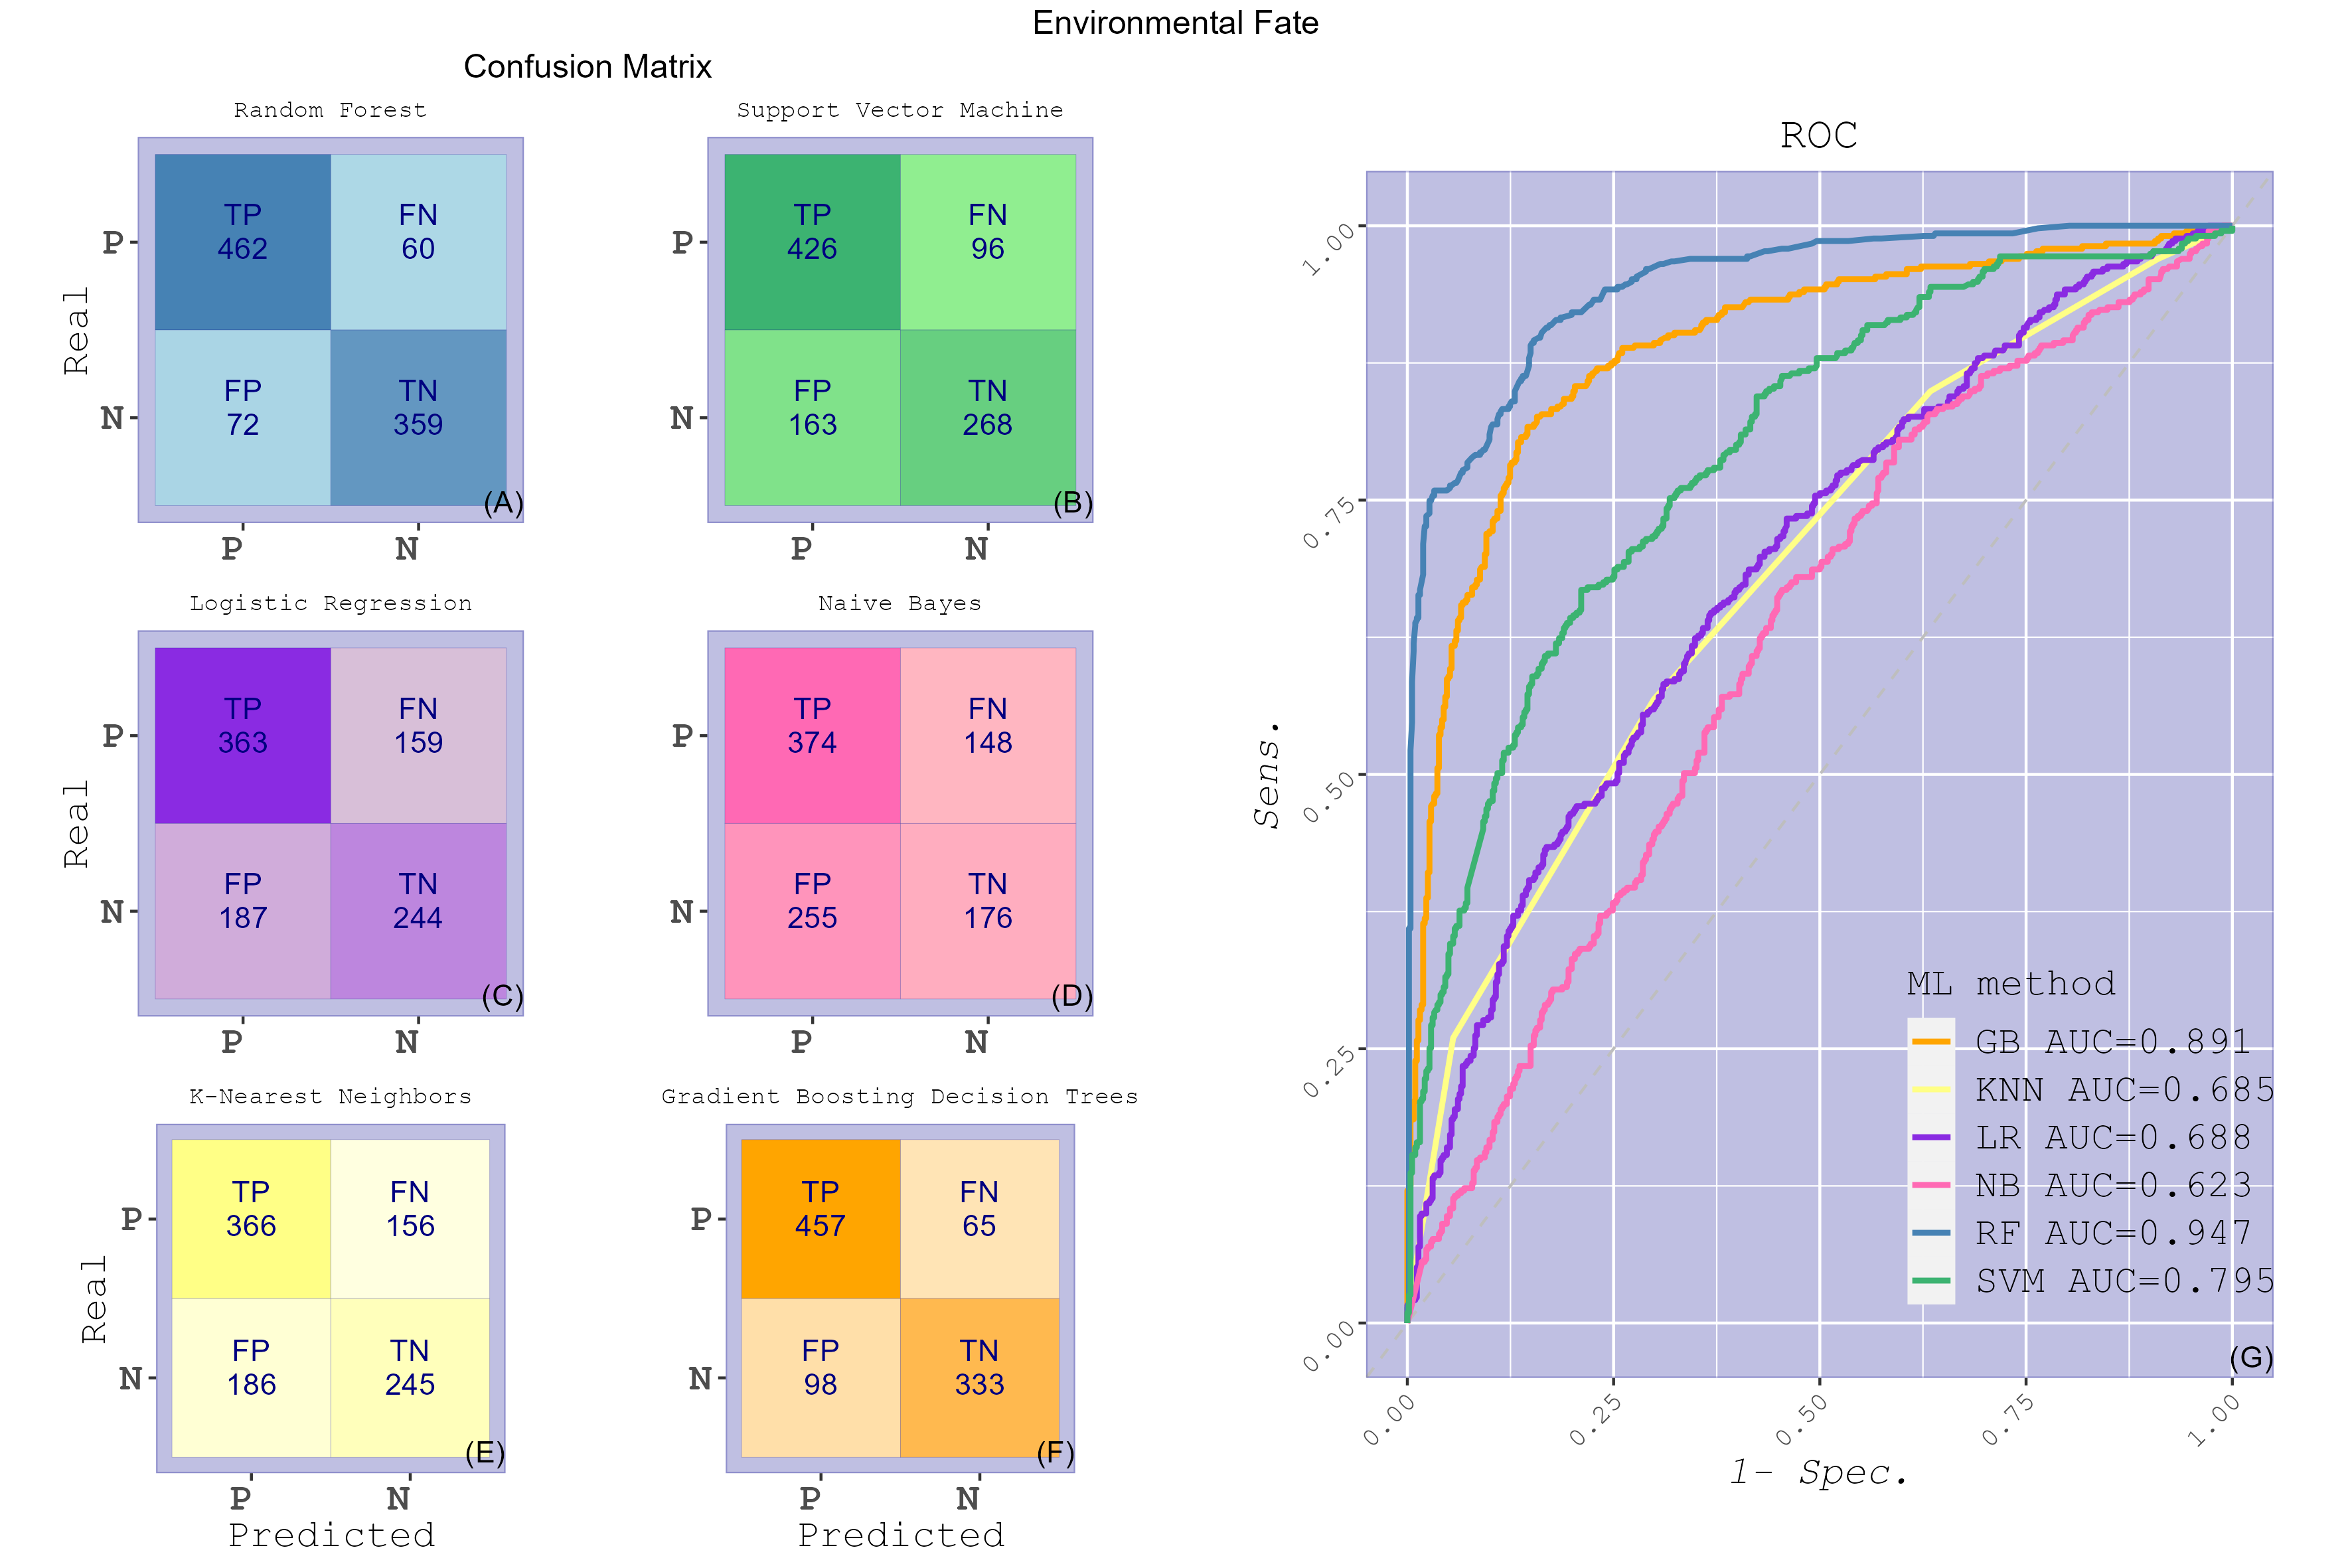 Environmental Fate
Confusion Matrix
Random Forest
Real
P
N
TP
462
FN
60
FP
72
TN
359
(A)
P N
Support Vector Machine
P
N
TP
426
FN
96
FP
163
TN
268
(B)
P N
Logistic Regression
Real
P
N
TP
363
FN
159
FP
187
TN
244
(C)
P N
Naive Bayes
P
N
TP
374
FN
148
FP
255
TN
176
(D)
P N
K-Nearest Neighbors
Real
P
N
TP
366
FN
156
FP
186
TN
245
(E)
P N
Predicted
Gradient Boosting Decision Trees
P
N
TP
457
FN
65
FP
98
TN
333
(F)
P N
Predicted
ROC
Sens.
1.00
0.75
0.50
0.25
0.00
ML method
GB AUC=0.891
KNN AUC=0.685
LR AUC=0.688
NB AUC=0.623
RF AUC=0.947
SVM AUC=0.795
(G)
0.00 0.25 0.50 0.75 1.00
1- Spec.